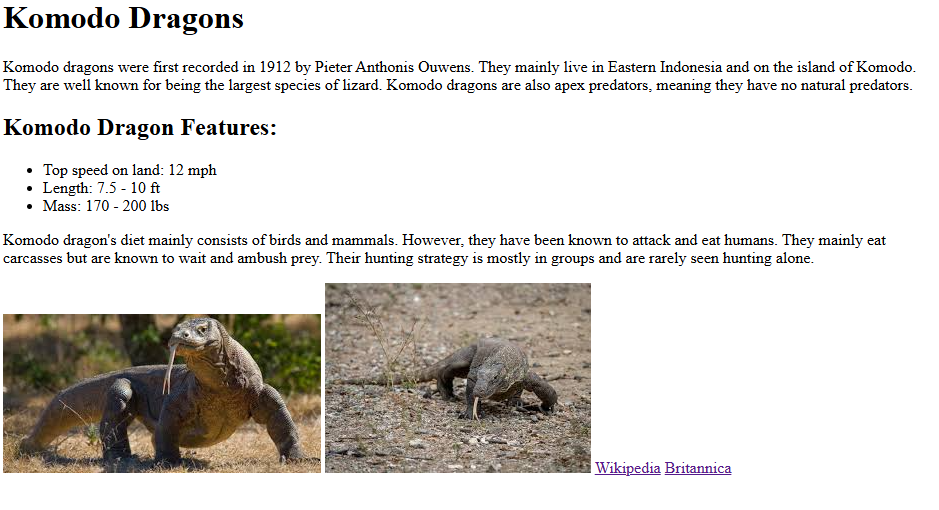 Komodo Dragons
Komodo dragons were first recorded in 1912 by Pieter Anthonis Ouwens. They mainly live in Eastern Indonesia and on the island of Komodo.
They are well known for being the largest species of lizard. Komodo dragons are also apex predators, meaning they have no natural predators.
Komodo Dragon Features:
• Top speed on land: 12 mph
• Length: 7.5 - 10 ft
• Mass: 170 - 200 lbs
Komodo dragon's diet mainly consists of birds and mammals. However, they have been known to attack and eat humans. They mainly eat
carcasses but are known to wait and ambush prey. Their hunting strategy is mostly in groups and are rarely seen hunting alone.
Wikipedia Britannica